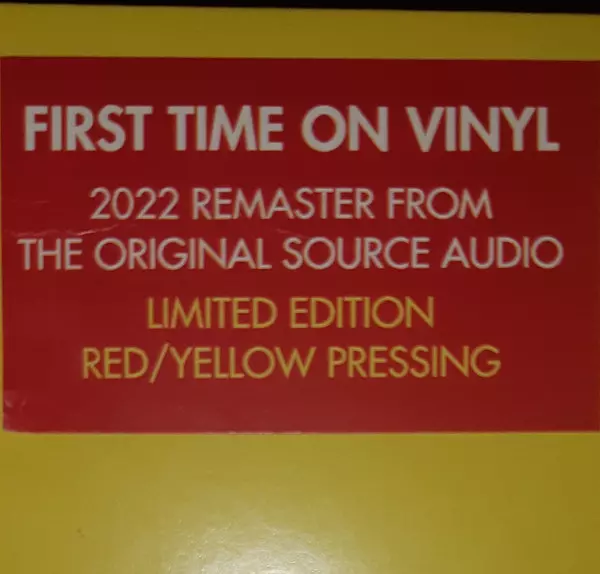 FIRST TIME ON VINYL
2022 REMASTER FROM
THE ORIGINAL SOURCE AUDIO
LIMITED EDITION
RED/YELLOW PRESSING